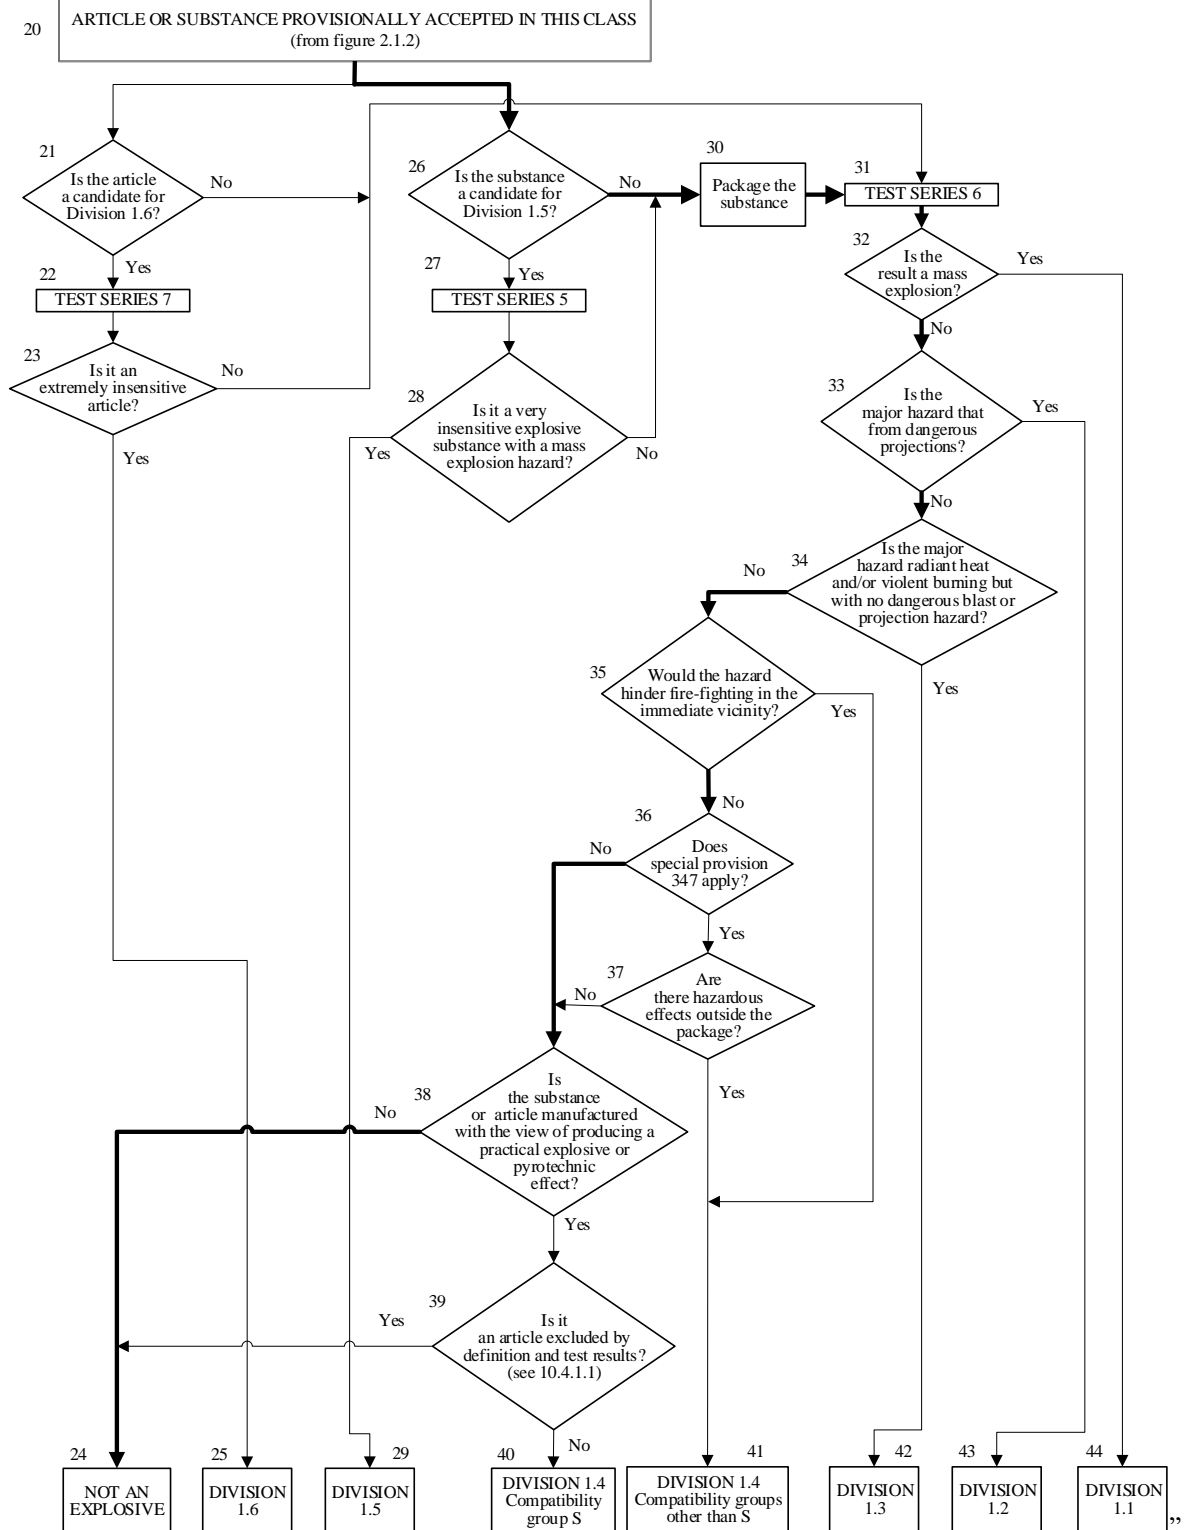 20
ARTICLE OR SUBSTANCE PROVISIONALLY ACCEPTED IN THIS CLASS
(from figure 2.1.2)
21
Is the article
a candidate for
Division 1.6?
No
Yes
22
TEST SERIES 7
23
Is it an
extremely insensitive
article?
No
Yes
26
Is the substance
a candidate for
Division 1.5?
No
Yes
27
TEST SERIES 5
28
Is it a very
insensitive explosive
substance with a mass
explosion hazard?
Yes
No
30
Package the
substance
31
TEST SERIES 6
32
Is the
result a mass
explosion?
Yes
No
33
Is the
major hazard that
from dangerous
projections?
Yes
No
34
Is the major
hazard radiant heat
and/or violent burning but
with no dangerous blast or
projection hazard?
No
Yes
35
Would the hazard
hinder fire-fighting in the
immediate vicinity?
Yes
No
36
Does
special provision
347 apply?
No
Yes
37
Are
there hazardous
effects outside the
package?
No
Yes
38
Is
the substance
or article manufactured
with the view of producing a
practical explosive or
pyrotechnic
effect?
No
Yes
39
Is it
an article excluded by
definition and test results?
(see 10.4.1.1)
Yes
No
24
NOT AN
EXPLOSIVE
25
DIVISION
1.6
29
DIVISION
1.5
40
DIVISION 1.4
Compatibility
group S
41
DIVISION 1.4
Compatibility groups
other than S
42
DIVISION
1.3
43
DIVISION
1.2
44
DIVISION
1.1
”